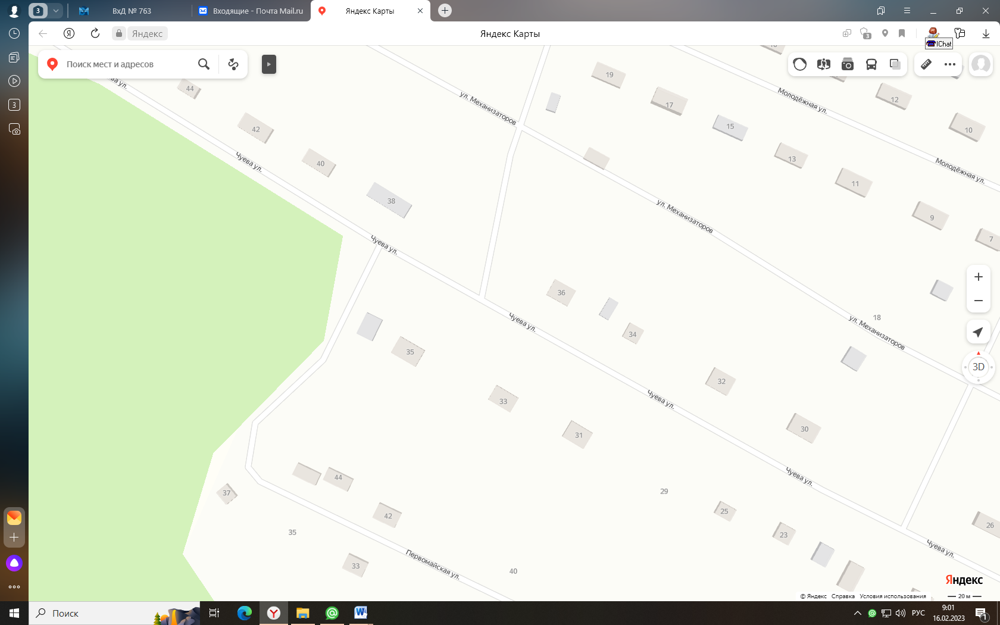 3
ВхД № 763
Входящие - Почта Mail.ru
Яндекс Карты
Я
Яндекс
Яндекс Карты
3
IChat
3
Поиск мест и адресов
44
42
40
38
36
34
32
30
26
19
17
15
13
11
9
7
12
10
18
35
33
31
29
25
23
44
42
37
35
33
40
Чуева ул.
Чуева ул.
Чуева ул.
Чуева ул.
Чуева ул.
Чуева ул.
ул. Механизаторов
ул. Механизаторов
ул. Механизаторов
Молодёжная ул.
Молодёжная ул.
Первомайская ул.
3D
Яндекс
© Яндекс Справка Условия использования
20 м
Поиск
РУС
9:01
16.02.2023
1